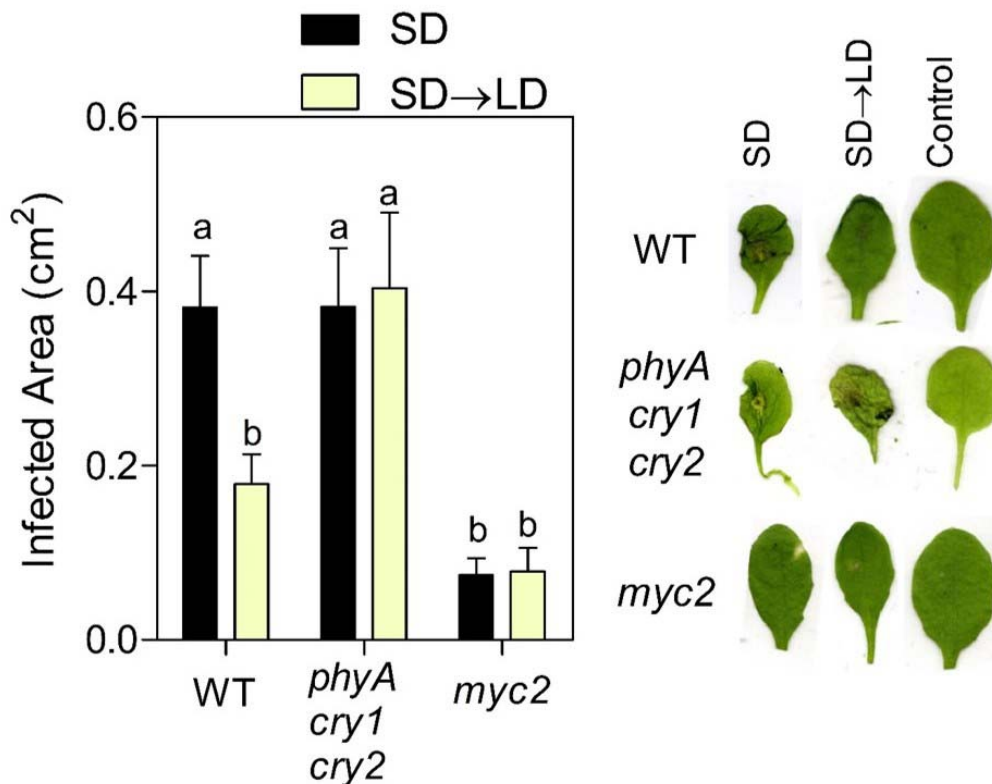 SD
SD→LD
Infected Area (cm²)
0.6
0.4
0.2
0.0
a
b
a
a
b
b
WT
phyA
cry1
cry2
myc2
SD
SD→LD
Control
WT
phyA
cry1
cry2
myc2